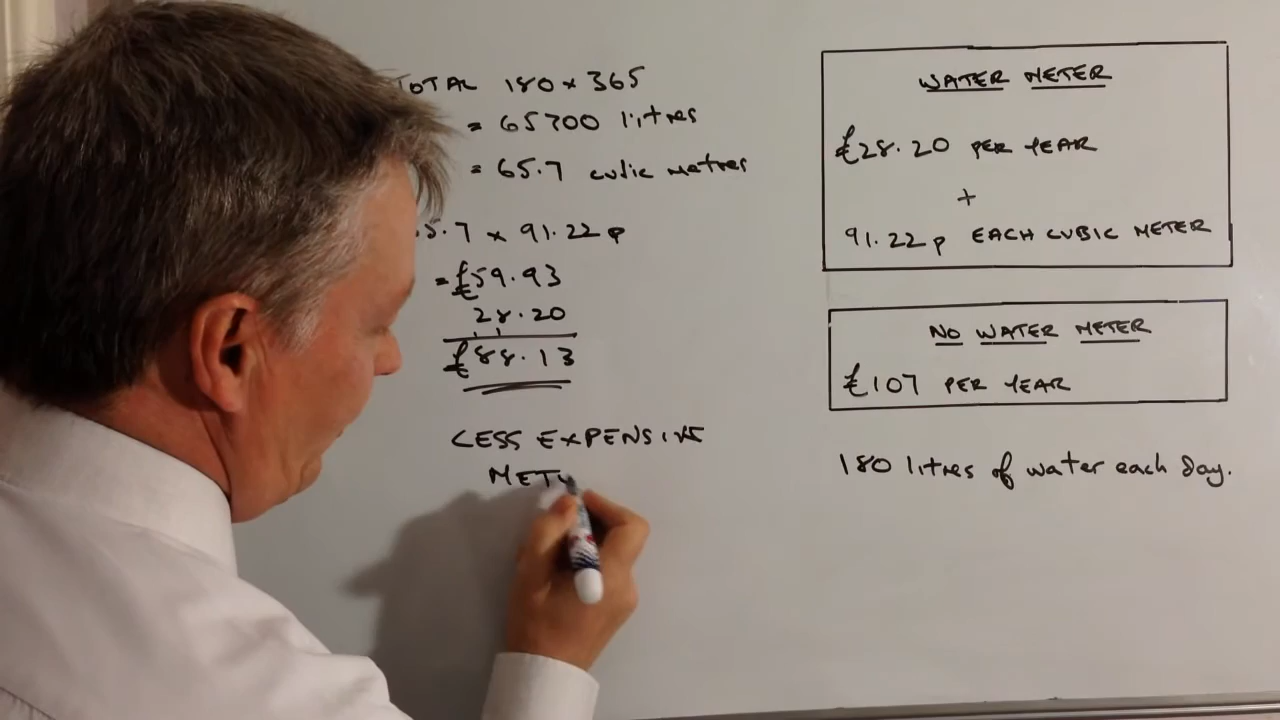 TOTAL 180 × 365
= 65700 litres
= 65.7 cubic metres
5.7 × 91.22p
= £59.93
28.20
£88.13
LESS EXPENSIVE
WATER METER
£28.20 PER YEAR
+
91.22p EACH CUBIC METER
NO WATER METER
£107 PER YEAR
180 litres of water each day.